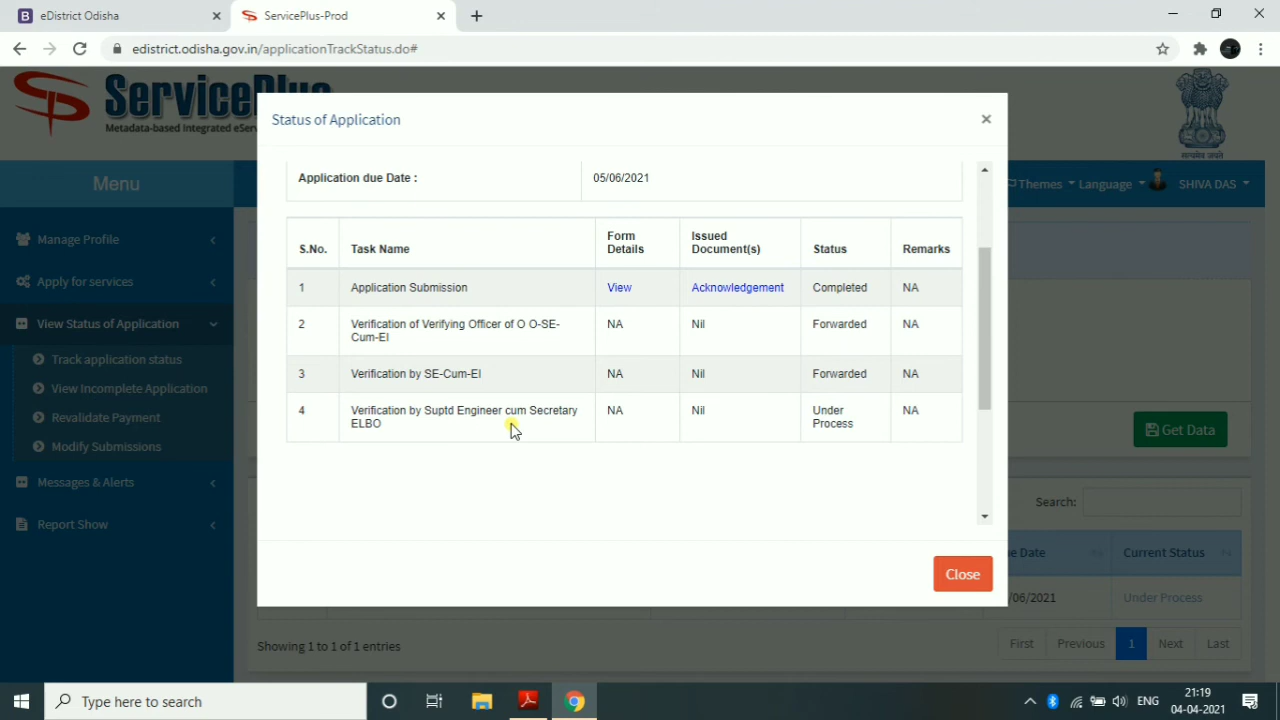 eDistrict Odisha
ServicePlus-Prod
edistrict.odisha.gov.in/applicationTrackStatus.do#
ServicePlus
Metadata-based Integrated eServ
Menu
Themes
Language
SHIVA DAS
Manage Profile
Apply for services
View Status of Application
Track application status
View Incomplete Application
Revalidate Payment
Modify Submissions
Messages & Alerts
Report Show
Status of Application
×
Application due Date :
05/06/2021
S.No.
Task Name
Form
Details
Issued
Document(s)
Status
Remarks
1
Application Submission
View
Acknowledgement
Completed
NA
2
Verification of Verifying Officer of O O-SE-
Cum-EI
NA
Nil
Forwarded
NA
3
Verification by SE-Cum-EI
NA
Nil
Forwarded
NA
4
Verification by Suptd Engineer cum Secretary
ELBO
NA
Nil
Under
Process
NA
Close
Get Data
Search:
e Date
Current Status
/06/2021
Under Process
Showing 1 to 1 of 1 entries
First
Previous
1
Next
Last
Type here to search
ENG
21:19
04-04-2021